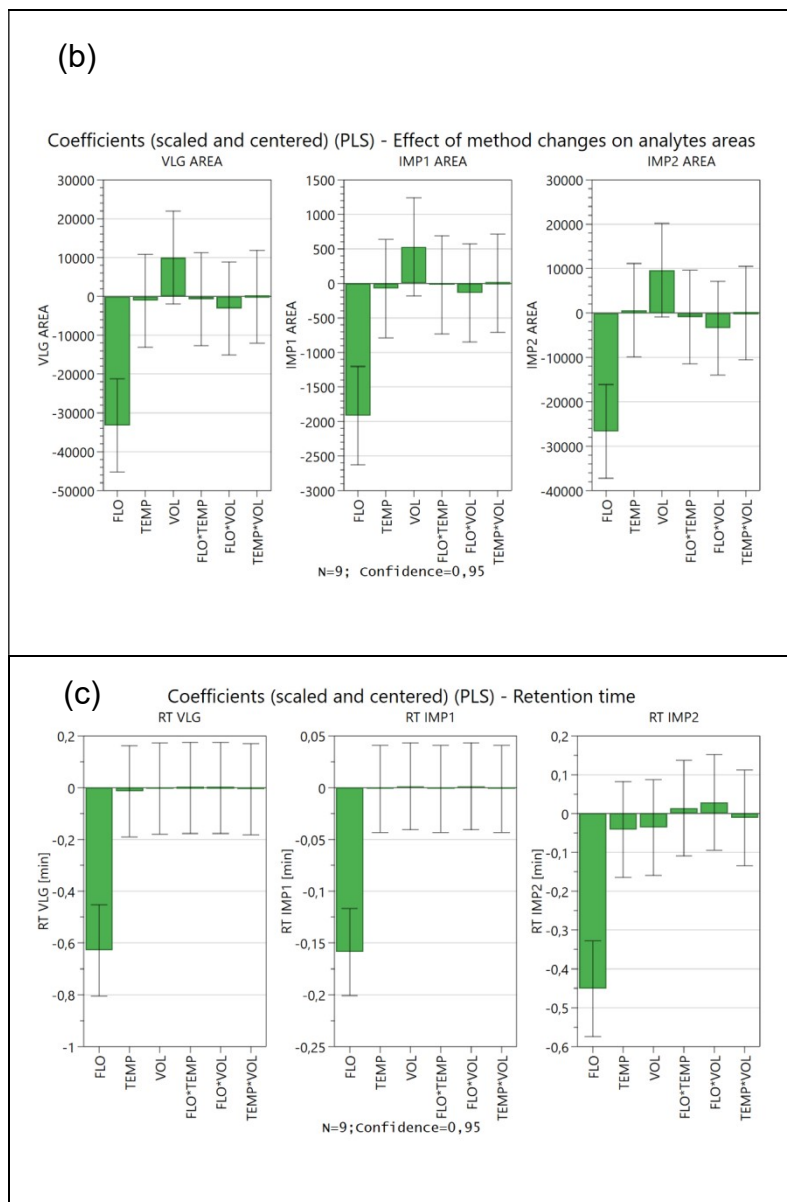 (b)
Coefficients (scaled and centered) (PLS) - Effect of method changes on analytes areas
VLG AREA
IMP1 AREA
IMP2 AREA
VLG AREA
30000
20000
10000
0
-10000
-20000
-30000
-40000
-50000
FLO
TEMP
VOL
FLO*TEMP
FLO*VOL
TEMP*VOL
IMP1 AREA
1500
1000
500
0
-500
-1000
-1500
-2000
-2500
-3000
FLO
TEMP
VOL
FLO*TEMP
FLO*VOL
TEMP*VOL
IMP2 AREA
30000
20000
10000
0
-10000
-20000
-30000
-40000
FLO
TEMP
VOL
FLO*TEMP
FLO*VOL
TEMP*VOL
N=9; Confidence=0,95
(c)
Coefficients (scaled and centered) (PLS) - Retention time
RT VLG
RT IMP1
RT IMP2
RT VLG [min]
0,2
0
-0,2
-0,4
-0,6
-0,8
-1
FLO
TEMP
VOL
FLO*TEMP
FLO*VOL
TEMP*VOL
RT IMP1 [min]
0,05
0
-0,05
-0,1
-0,15
-0,2
-0,25
FLO
TEMP
VOL
FLO*TEMP
FLO*VOL
TEMP*VOL
RT IMP2 [min]
0,2
0,1
0
-0,1
-0,2
-0,3
-0,4
-0,5
-0,6
FLO
TEMP
VOL
FLO*TEMP
FLO*VOL
TEMP*VOL
N=9;Confidence=0,95